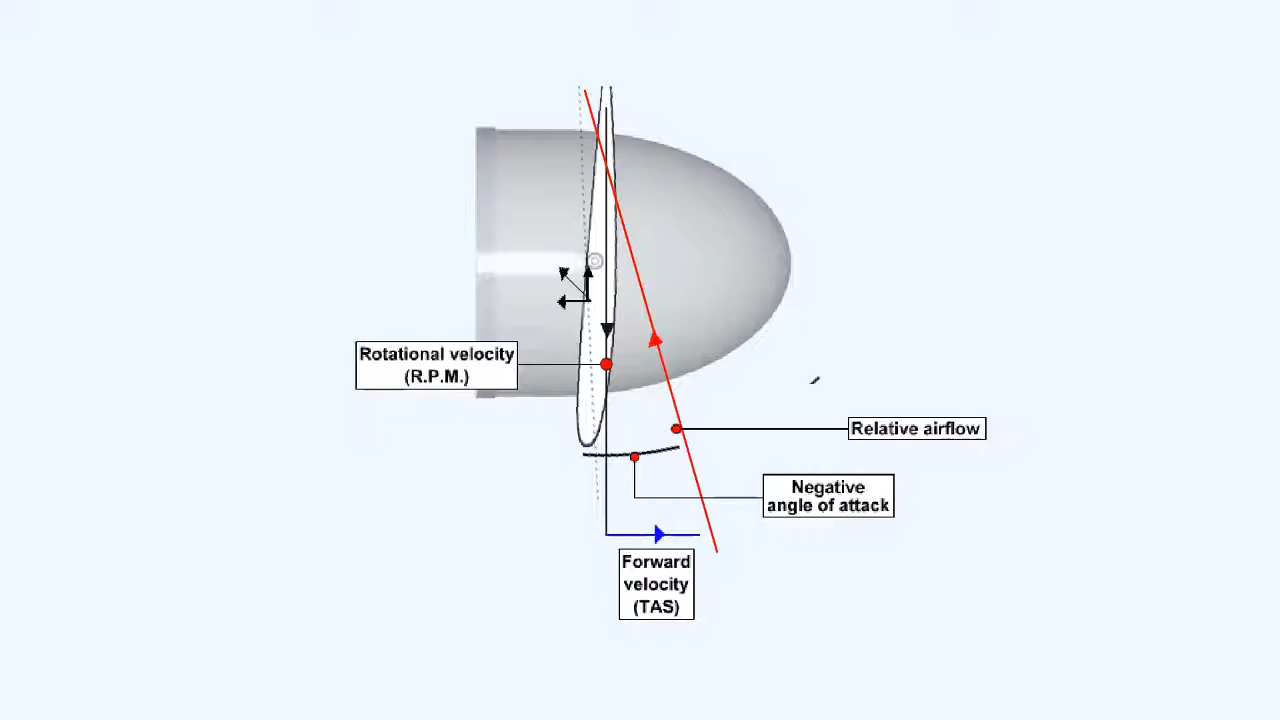 Rotational velocity
(R.P.M.)
Relative airflow
Negative
angle of attack
Forward
velocity
(TAS)